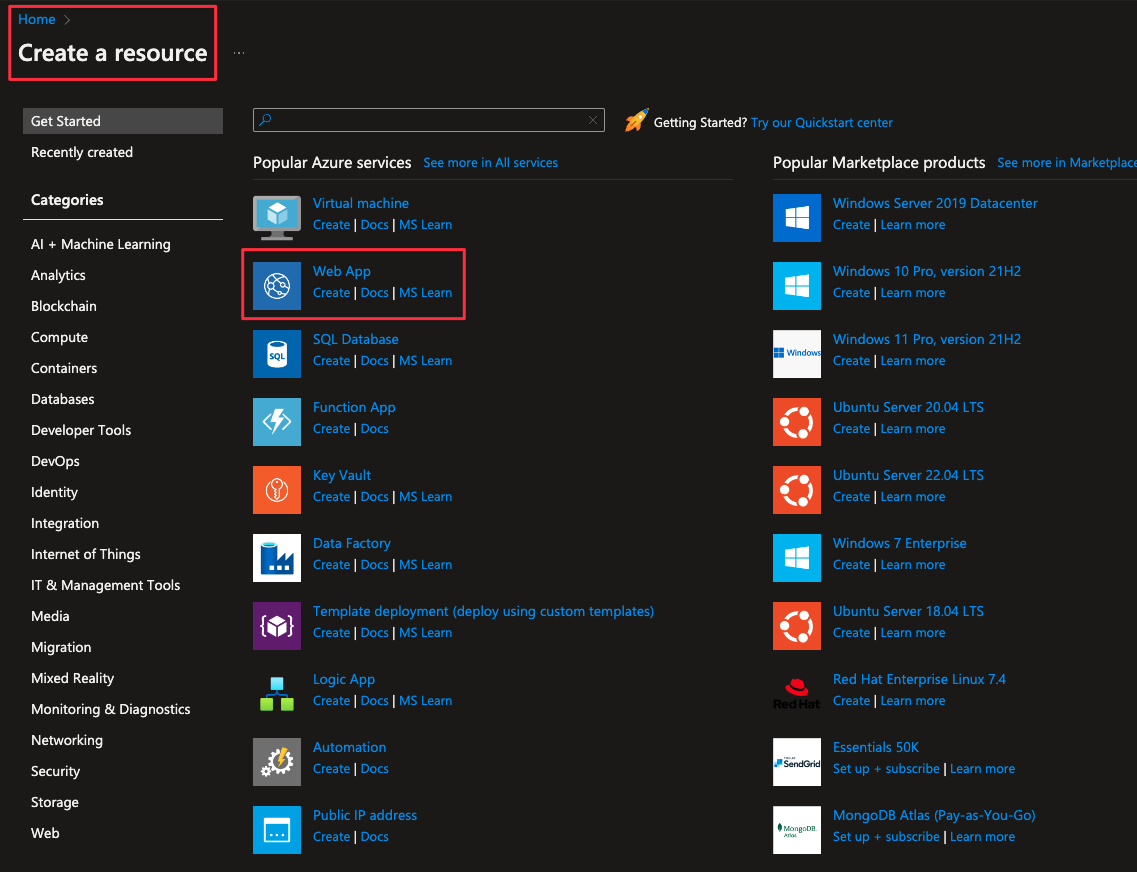 Home >
Create a resource ...
Get Started
Recently created
Categories
AI + Machine Learning
Analytics
Blockchain
Compute
Containers
Databases
Developer Tools
DevOps
Identity
Integration
Internet of Things
IT & Management Tools
Media
Migration
Mixed Reality
Monitoring & Diagnostics
Networking
Security
Storage
Web
Getting Started? Try our Quickstart center
Popular Azure services See more in All services
Virtual machine
Create | Docs | MS Learn
Web App
Create | Docs | MS Learn
SQL
SQL Database
Create | Docs | MS Learn
Function App
Create | Docs
Key Vault
Create | Docs | MS Learn
Data Factory
Create | Docs | MS Learn
Template deployment (deploy using custom templates)
Create | Docs | MS Learn
Logic App
Create | Docs | MS Learn
Automation
Create | Docs
Public IP address
Create | Docs
Popular Marketplace products See more in Marketplace
Windows Server 2019 Datacenter
Create | Learn more
Windows 10 Pro, version 21H2
Create | Learn more
Windows
Windows 11 Pro, version 21H2
Create | Learn more
Ubuntu Server 20.04 LTS
Create | Learn more
Ubuntu Server 22.04 LTS
Create | Learn more
Windows 7 Enterprise
Create | Learn more
Ubuntu Server 18.04 LTS
Create | Learn more
Red Hat
Red Hat Enterprise Linux 7.4
Create | Learn more
SendGrid
Essentials 50K
Set up + subscribe | Learn more
MongoDB.
Atlas
MongoDB Atlas (Pay-as-You-Go)
Set up + subscribe | Learn more